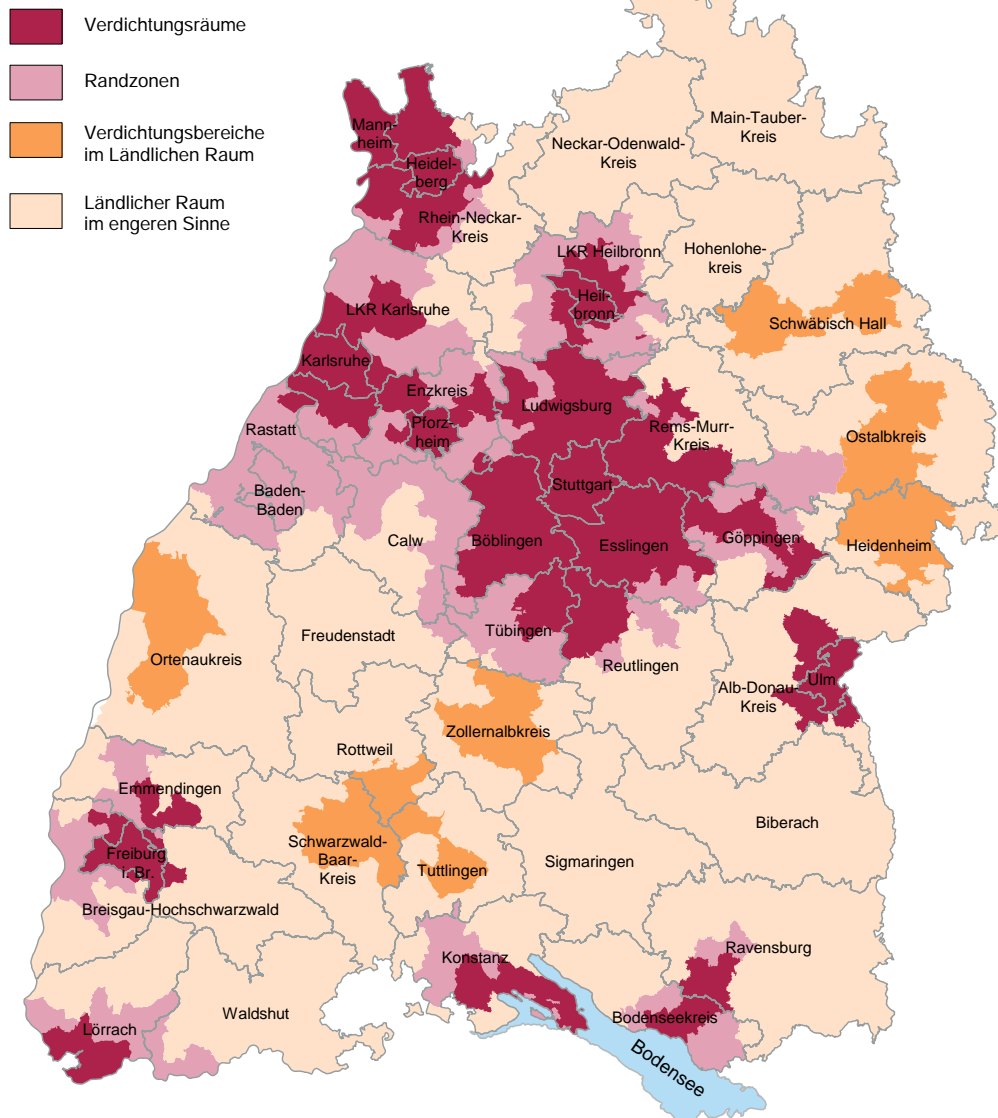 Verdichtungsräume
Randzonen
Verdichtungsbereiche
im Ländlichen Raum
Ländlicher Raum
im engeren Sinne
Main-Tauber-
Kreis
Mann-
heim
Neckar-Odenwald-
Kreis
Heidel-
berg
Rhein-Neckar-
Kreis
LKR Heilbronn
Hohenlohe-
kreis
Heil-
bronn
LKR Karlsruhe
Schwäbisch Hall
Karlsruhe
Enzkreis
Ludwigsburg
Pforz-
heim
Rems-Murr-
Kreis
Rastatt
Ostalbkreis
Stuttgart
Baden-
Baden
Calw
Böblingen
Esslingen
Göppingen
Heidenheim
Freudenstadt
Tübingen
Reutlingen
Ortenaukreis
Alb-Donau-
Kreis
Ulm
Zollernalbkreis
Rottweil
Emmendingen
Biberach
Schwarzwald-
Baar-
Kreis
Tuttlingen
Sigmaringen
Freiburg
i. Br.
Breisgau-Hochschwarzwald
Ravensburg
Konstanz
Waldshut
Bodenseekreis
Lörrach
Bodensee